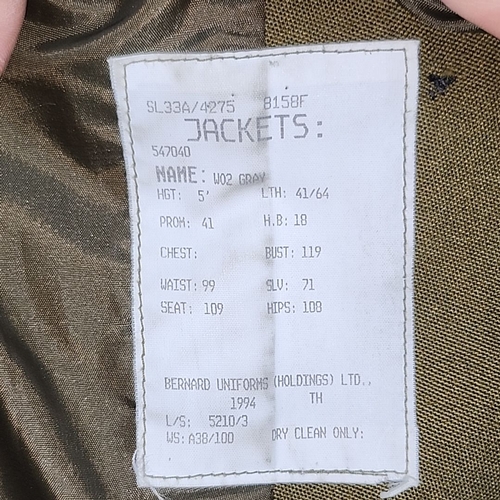 SL33A/4275 8158F
JACKETS:
547040
NAME: WO2 GRAY
HGT: 5' LTH: 41/64
PROM: 41 H.B: 18
CHEST: BUST: 119
WAIST: 99 SLV: 71
SEAT: 109 HIPS: 108
BERNARD UNIFORMS (HOLDINGS) LTD.,
1994 TH
L/S: 5210/3
WS: A38/100 DRY CLEAN ONLY: